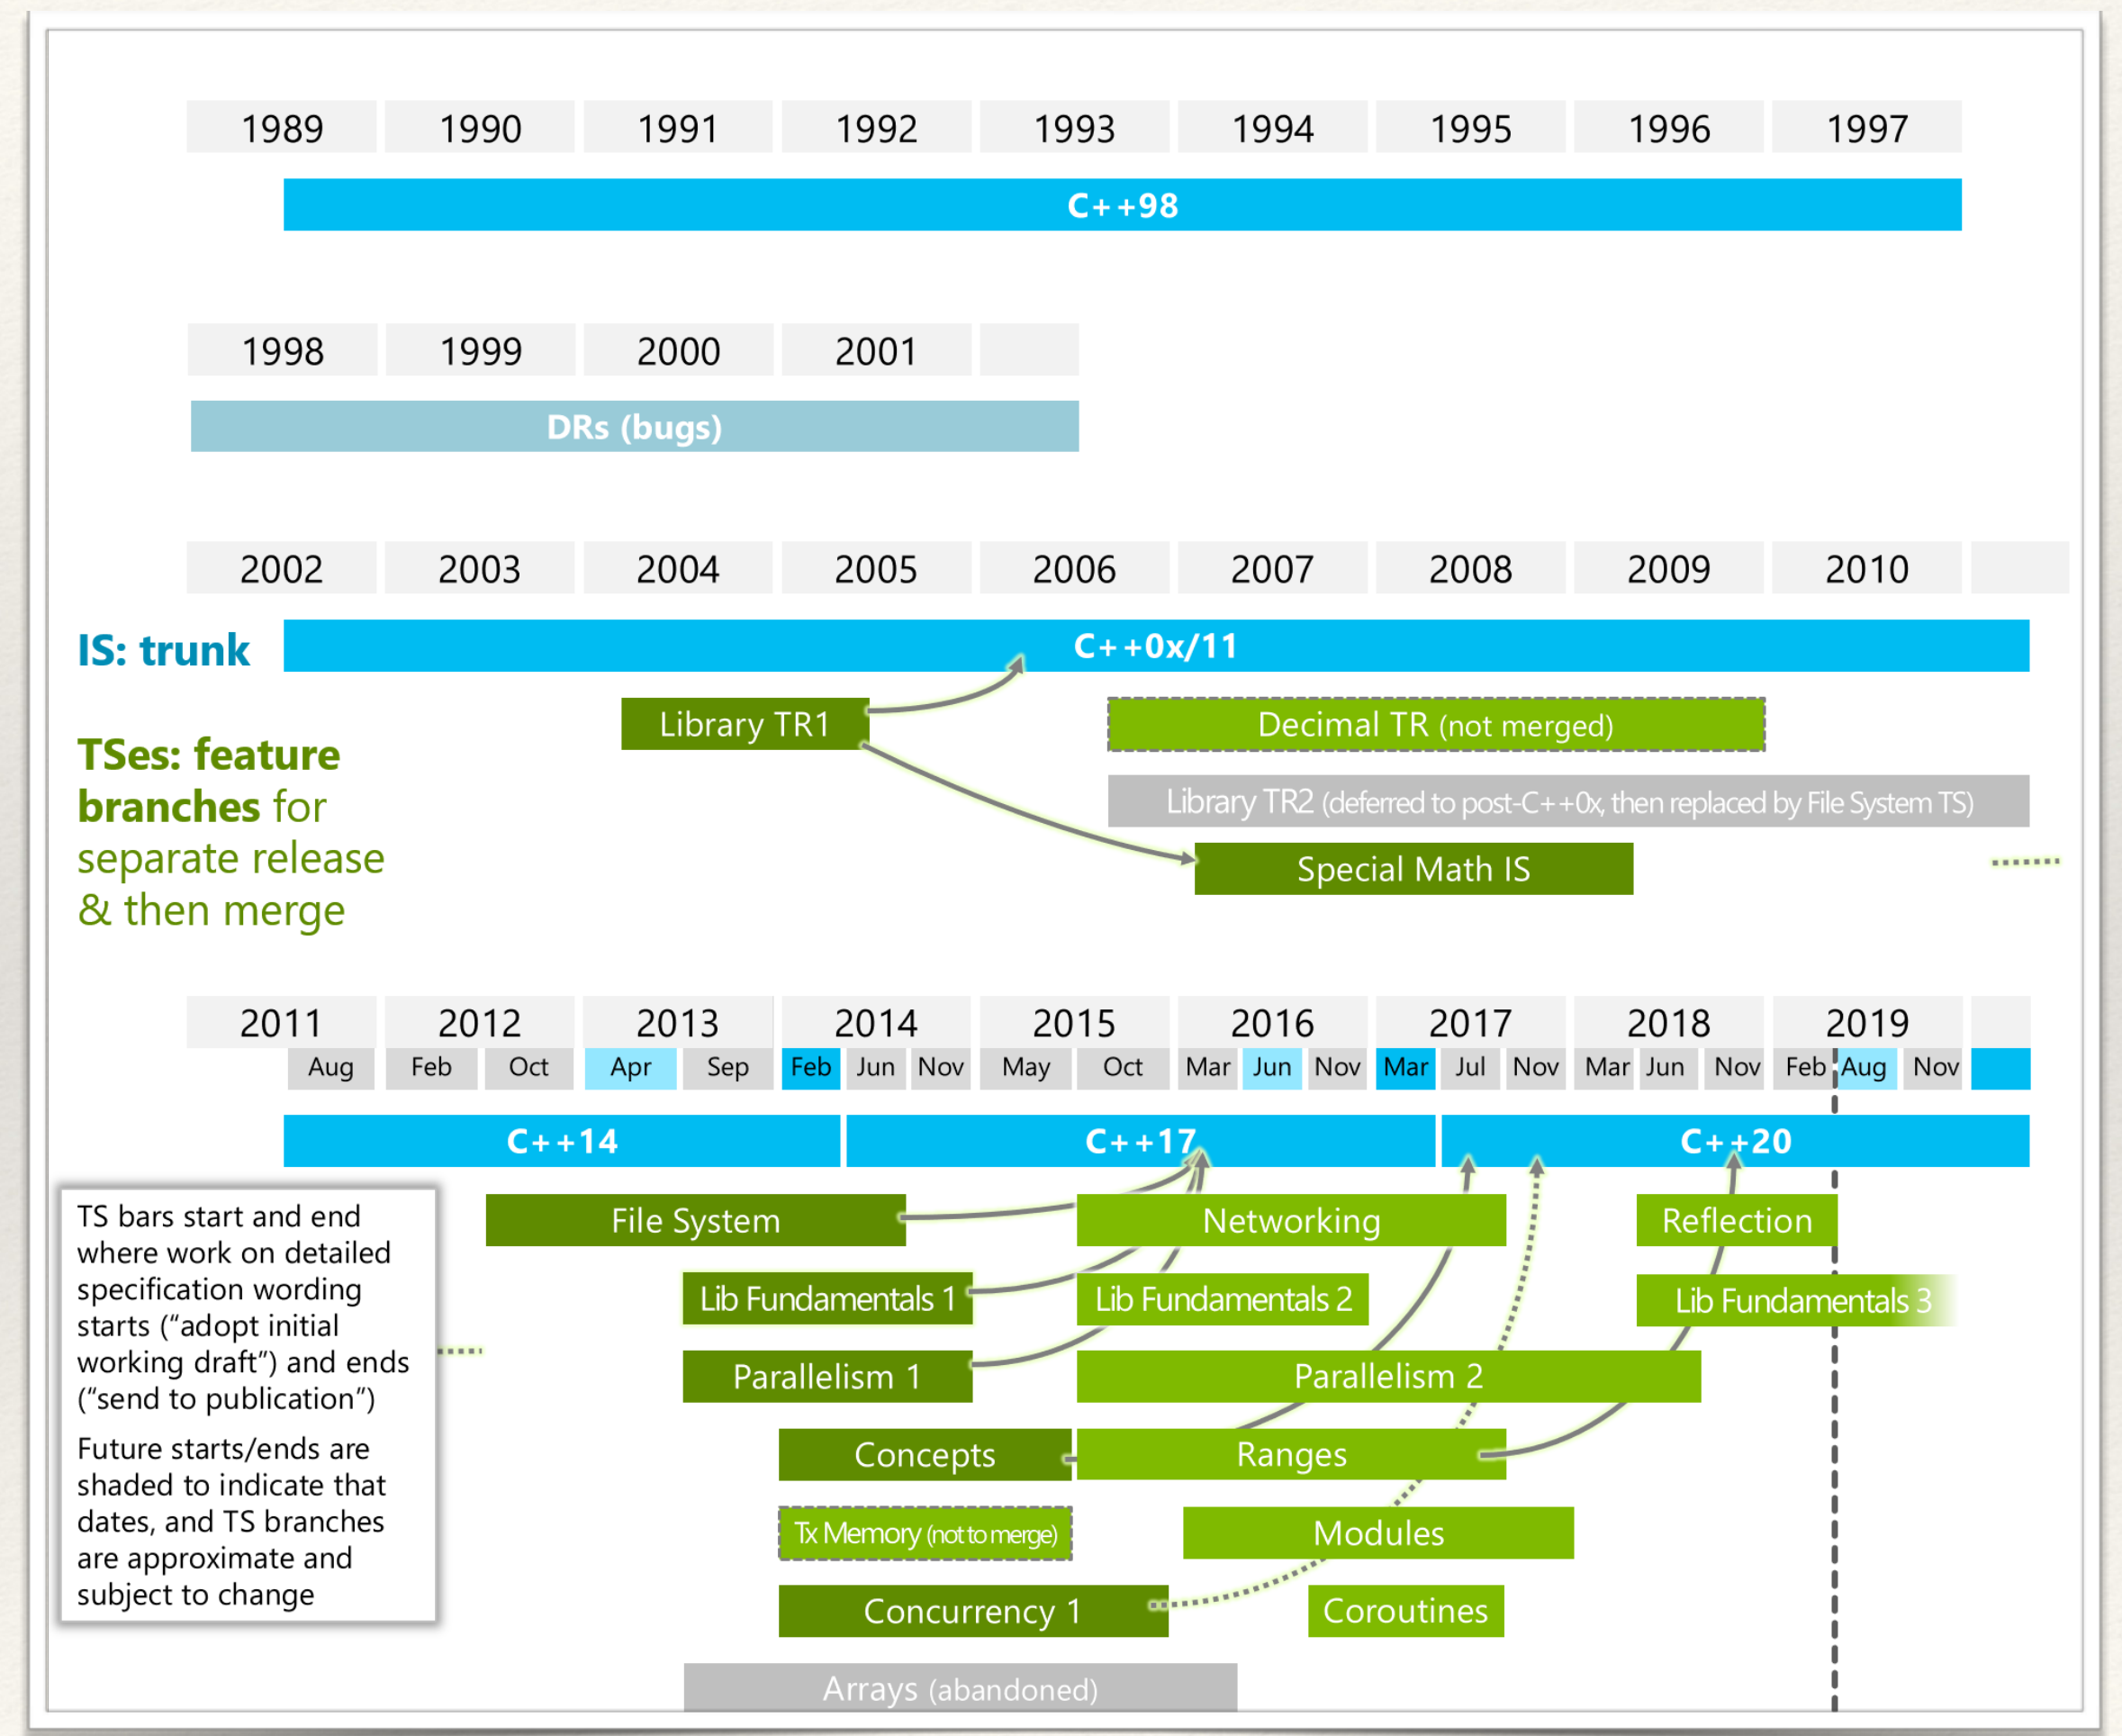 1989 1990 1991 1992 1993 1994 1995 1996 1997
C++98
1998 1999 2000 2001
DRs (bugs)
2002 2003 2004 2005 2006 2007 2008 2009 2010
IS: trunk
C++0x/11
Library TR1
Decimal TR (not merged)
TSes: feature
branches for
separate release
& then merge
Library TR2 (deferred to post-C++0x, then replaced by File System TS)
Special Math IS
2011 2012 2013 2014 2015 2016 2017 2018 2019
Aug Feb Oct Apr Sep Feb Jun Nov May Oct Mar Jun Nov Mar Jul Nov Mar Jun Nov Feb Aug Nov
C++14 C++17 C++20
TS bars start and end
where work on detailed
specification wording
starts (“adopt initial
working draft”) and ends
(“send to publication”)
Future starts/ends are
shaded to indicate that
dates, and TS branches
are approximate and
subject to change
File System Networking Reflection
Lib Fundamentals 1 Lib Fundamentals 2 Lib Fundamentals 3
Parallelism 1 Parallelism 2
Concepts Ranges
Tx Memory (not to merge) Modules
Concurrency 1 Coroutines
Arrays (abandoned)